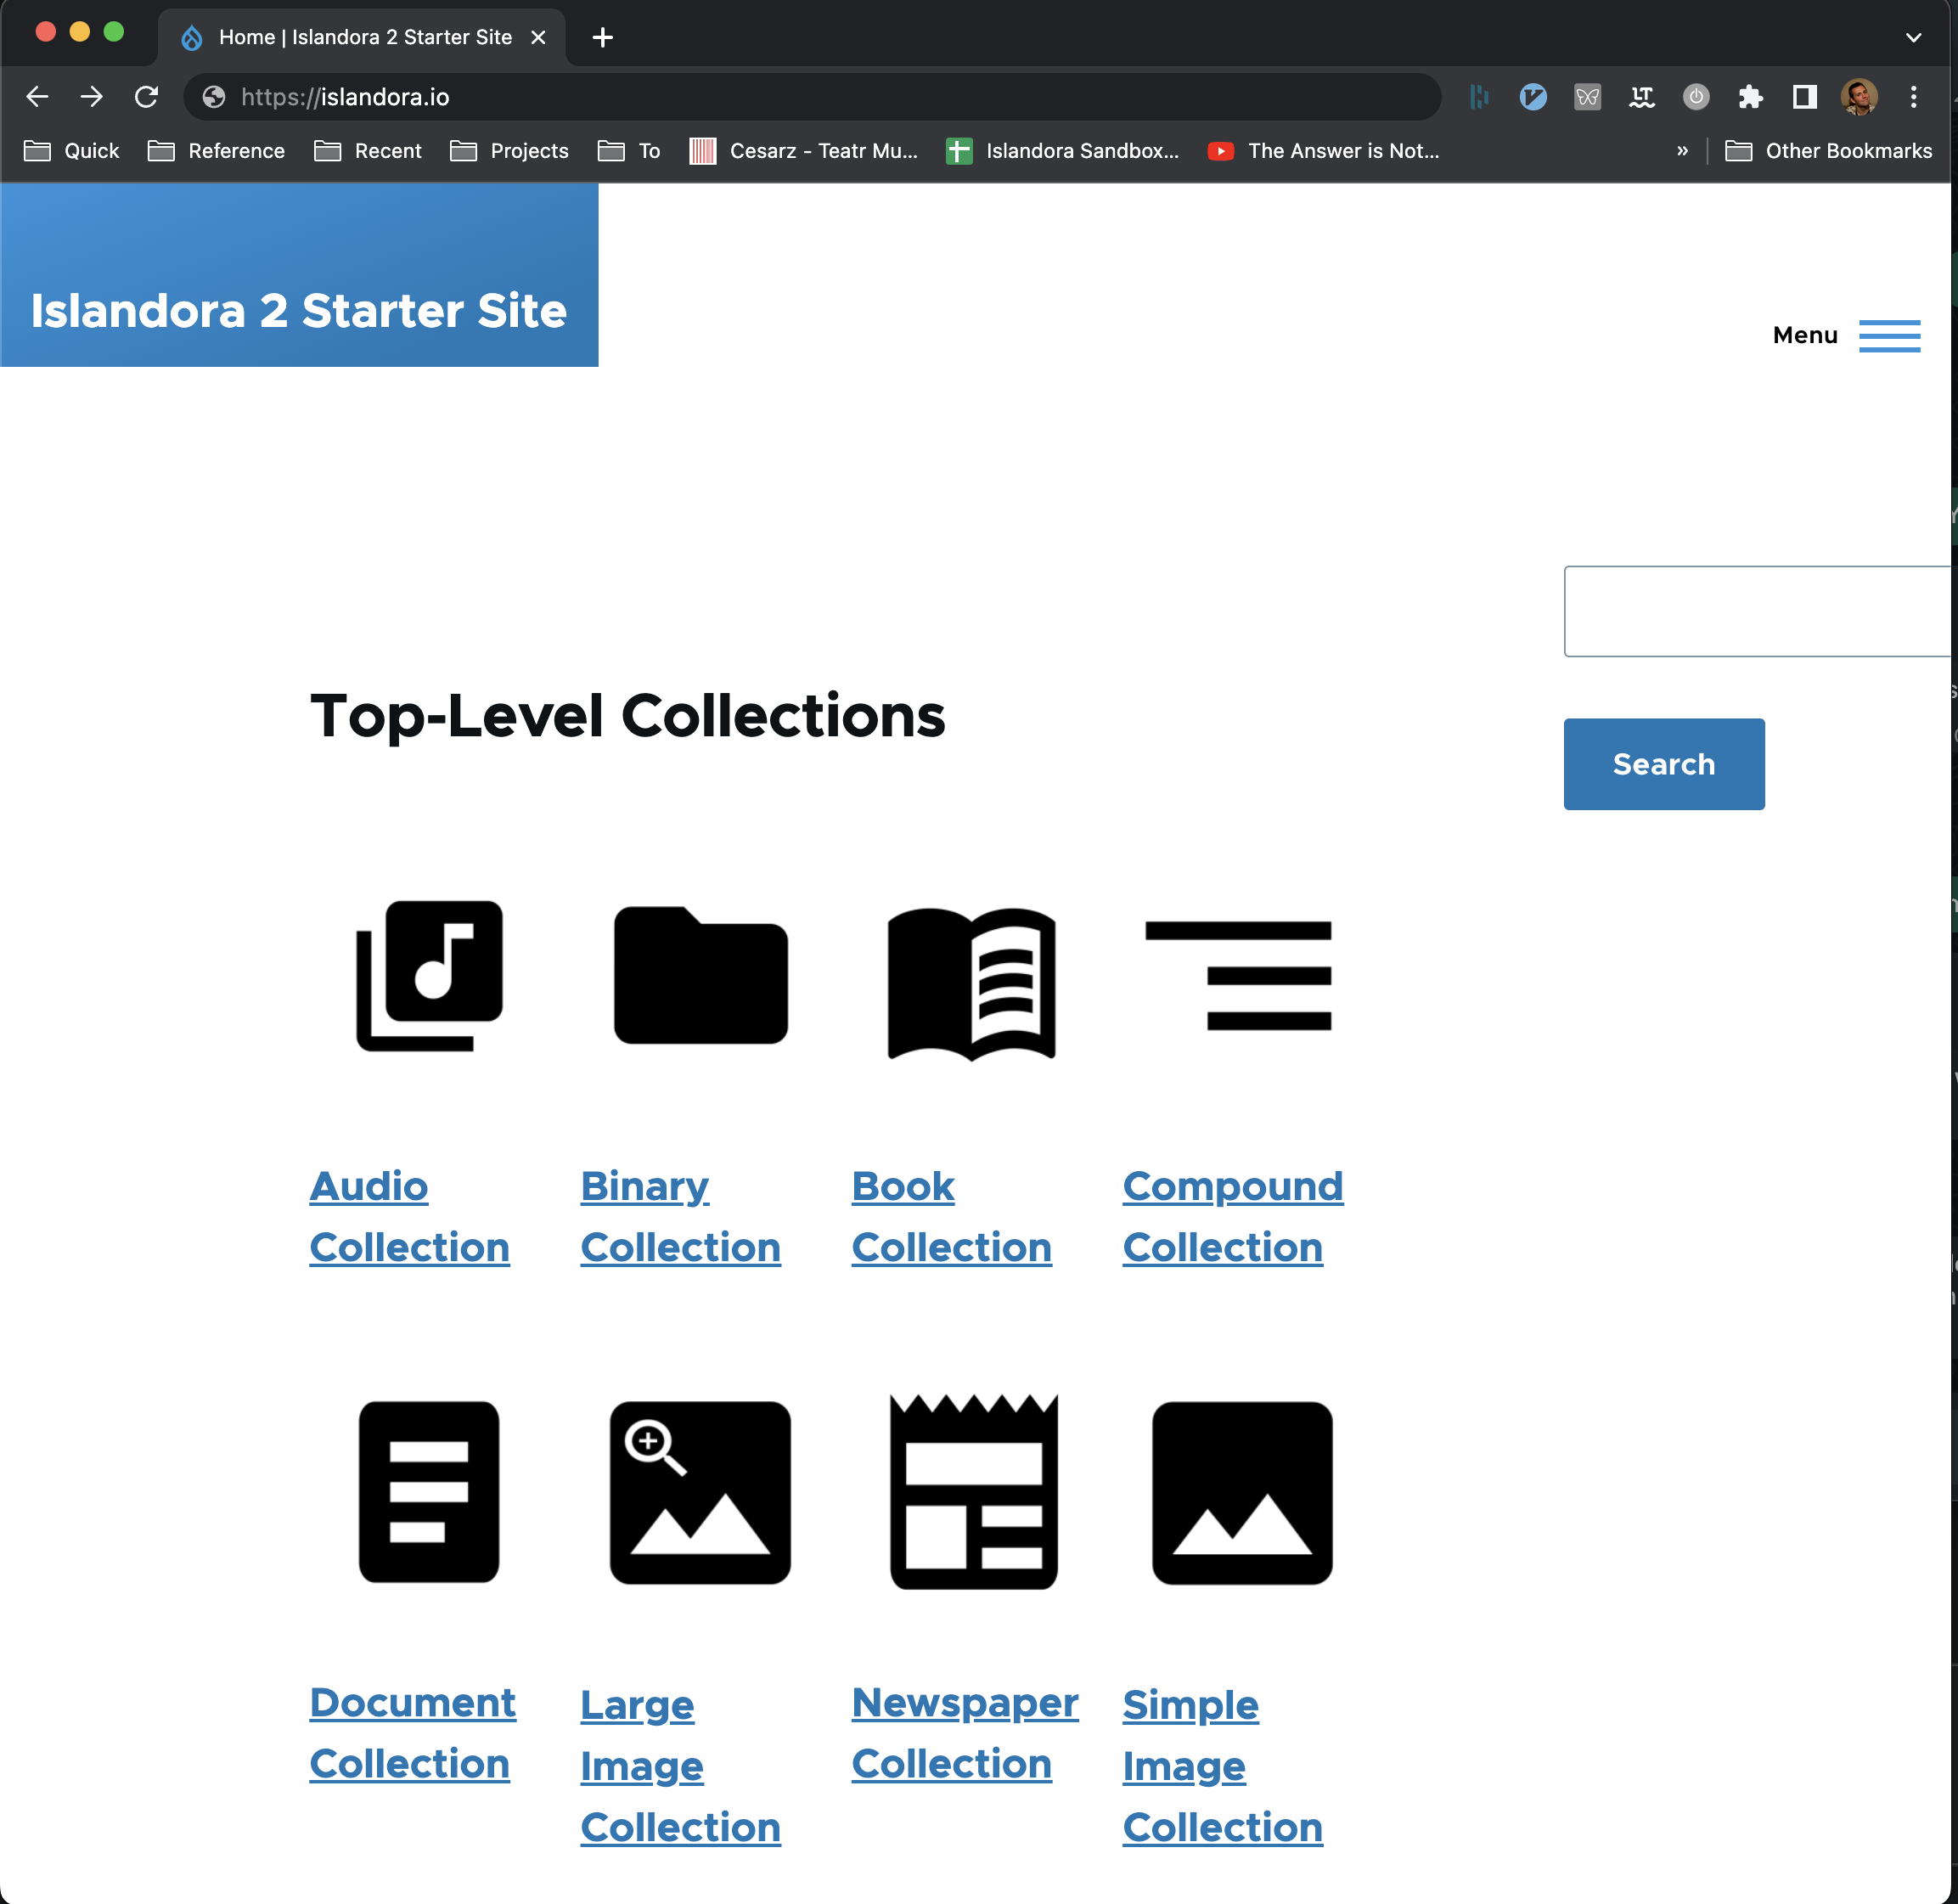 Home | Islandora 2 Starter Site
https://islandora.io
Quick
Reference
Recent
Projects
To
Cesarz - Teatr Mu...
Islandora Sandbox...
The Answer is Not...
»
Other Bookmarks
Islandora 2 Starter Site
Menu
Search
Top-Level Collections
Audio
Collection
Binary
Collection
Book
Collection
Compound
Collection
Document
Collection
Large
Image
Collection
Newspaper
Collection
Simple
Image
Collection